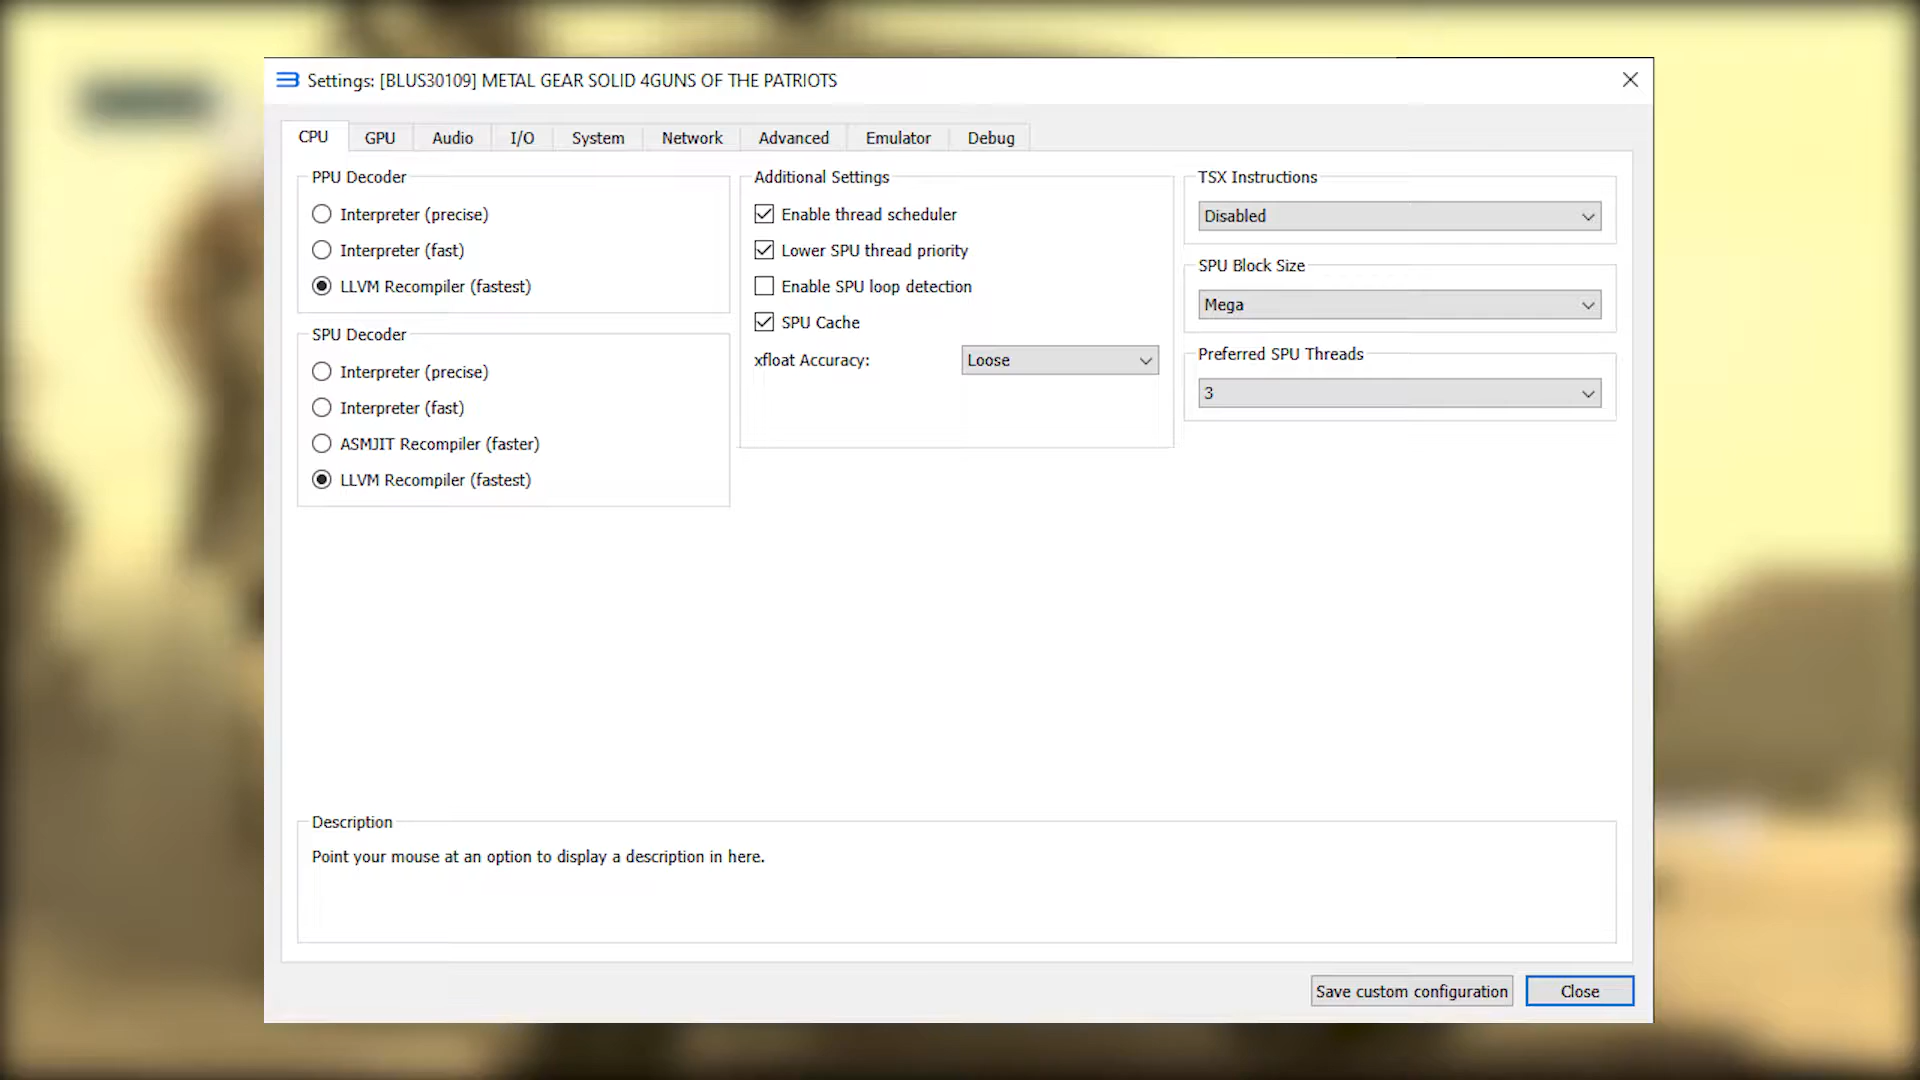 Settings: [BLUS30109] METAL GEAR SOLID 4GUNS OF THE PATRIOTS
CPU GPU Audio I/O System Network Advanced Emulator Debug
PPU Decoder
Interpreter (precise)
Interpreter (fast)
LLVM Recompiler (fastest)
SPU Decoder
Interpreter (precise)
Interpreter (fast)
ASMJIT Recompiler (faster)
LLVM Recompiler (fastest)
Additional Settings
Enable thread scheduler
Lower SPU thread priority
Enable SPU loop detection
SPU Cache
xfloat Accuracy: Loose
TSX Instructions
Disabled
SPU Block Size
Mega
Preferred SPU Threads
3
Description
Point your mouse at an option to display a description in here.
Save custom configuration Close